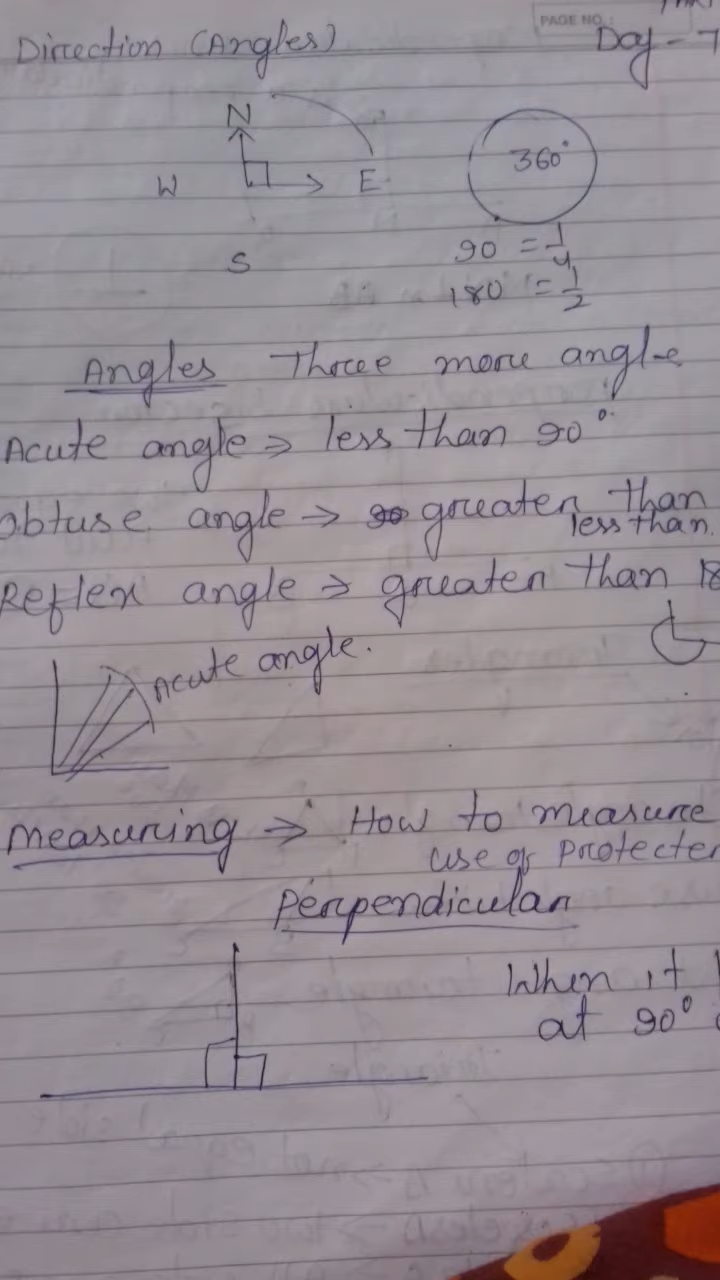 PAGE NO.:
Direction (Angles)
Day - 7
N
W
E
S
360°
90 = 1/4
180 = 1/2
Angles Three more angle
Acute angle ⇒ less than 90°
Obtuse angle → greater than
less than
Reflex angle ⇒ greater than 18
Acute angle.
Measuring → How to measure
use of Protecter
Perpendicular
When it
at 90°